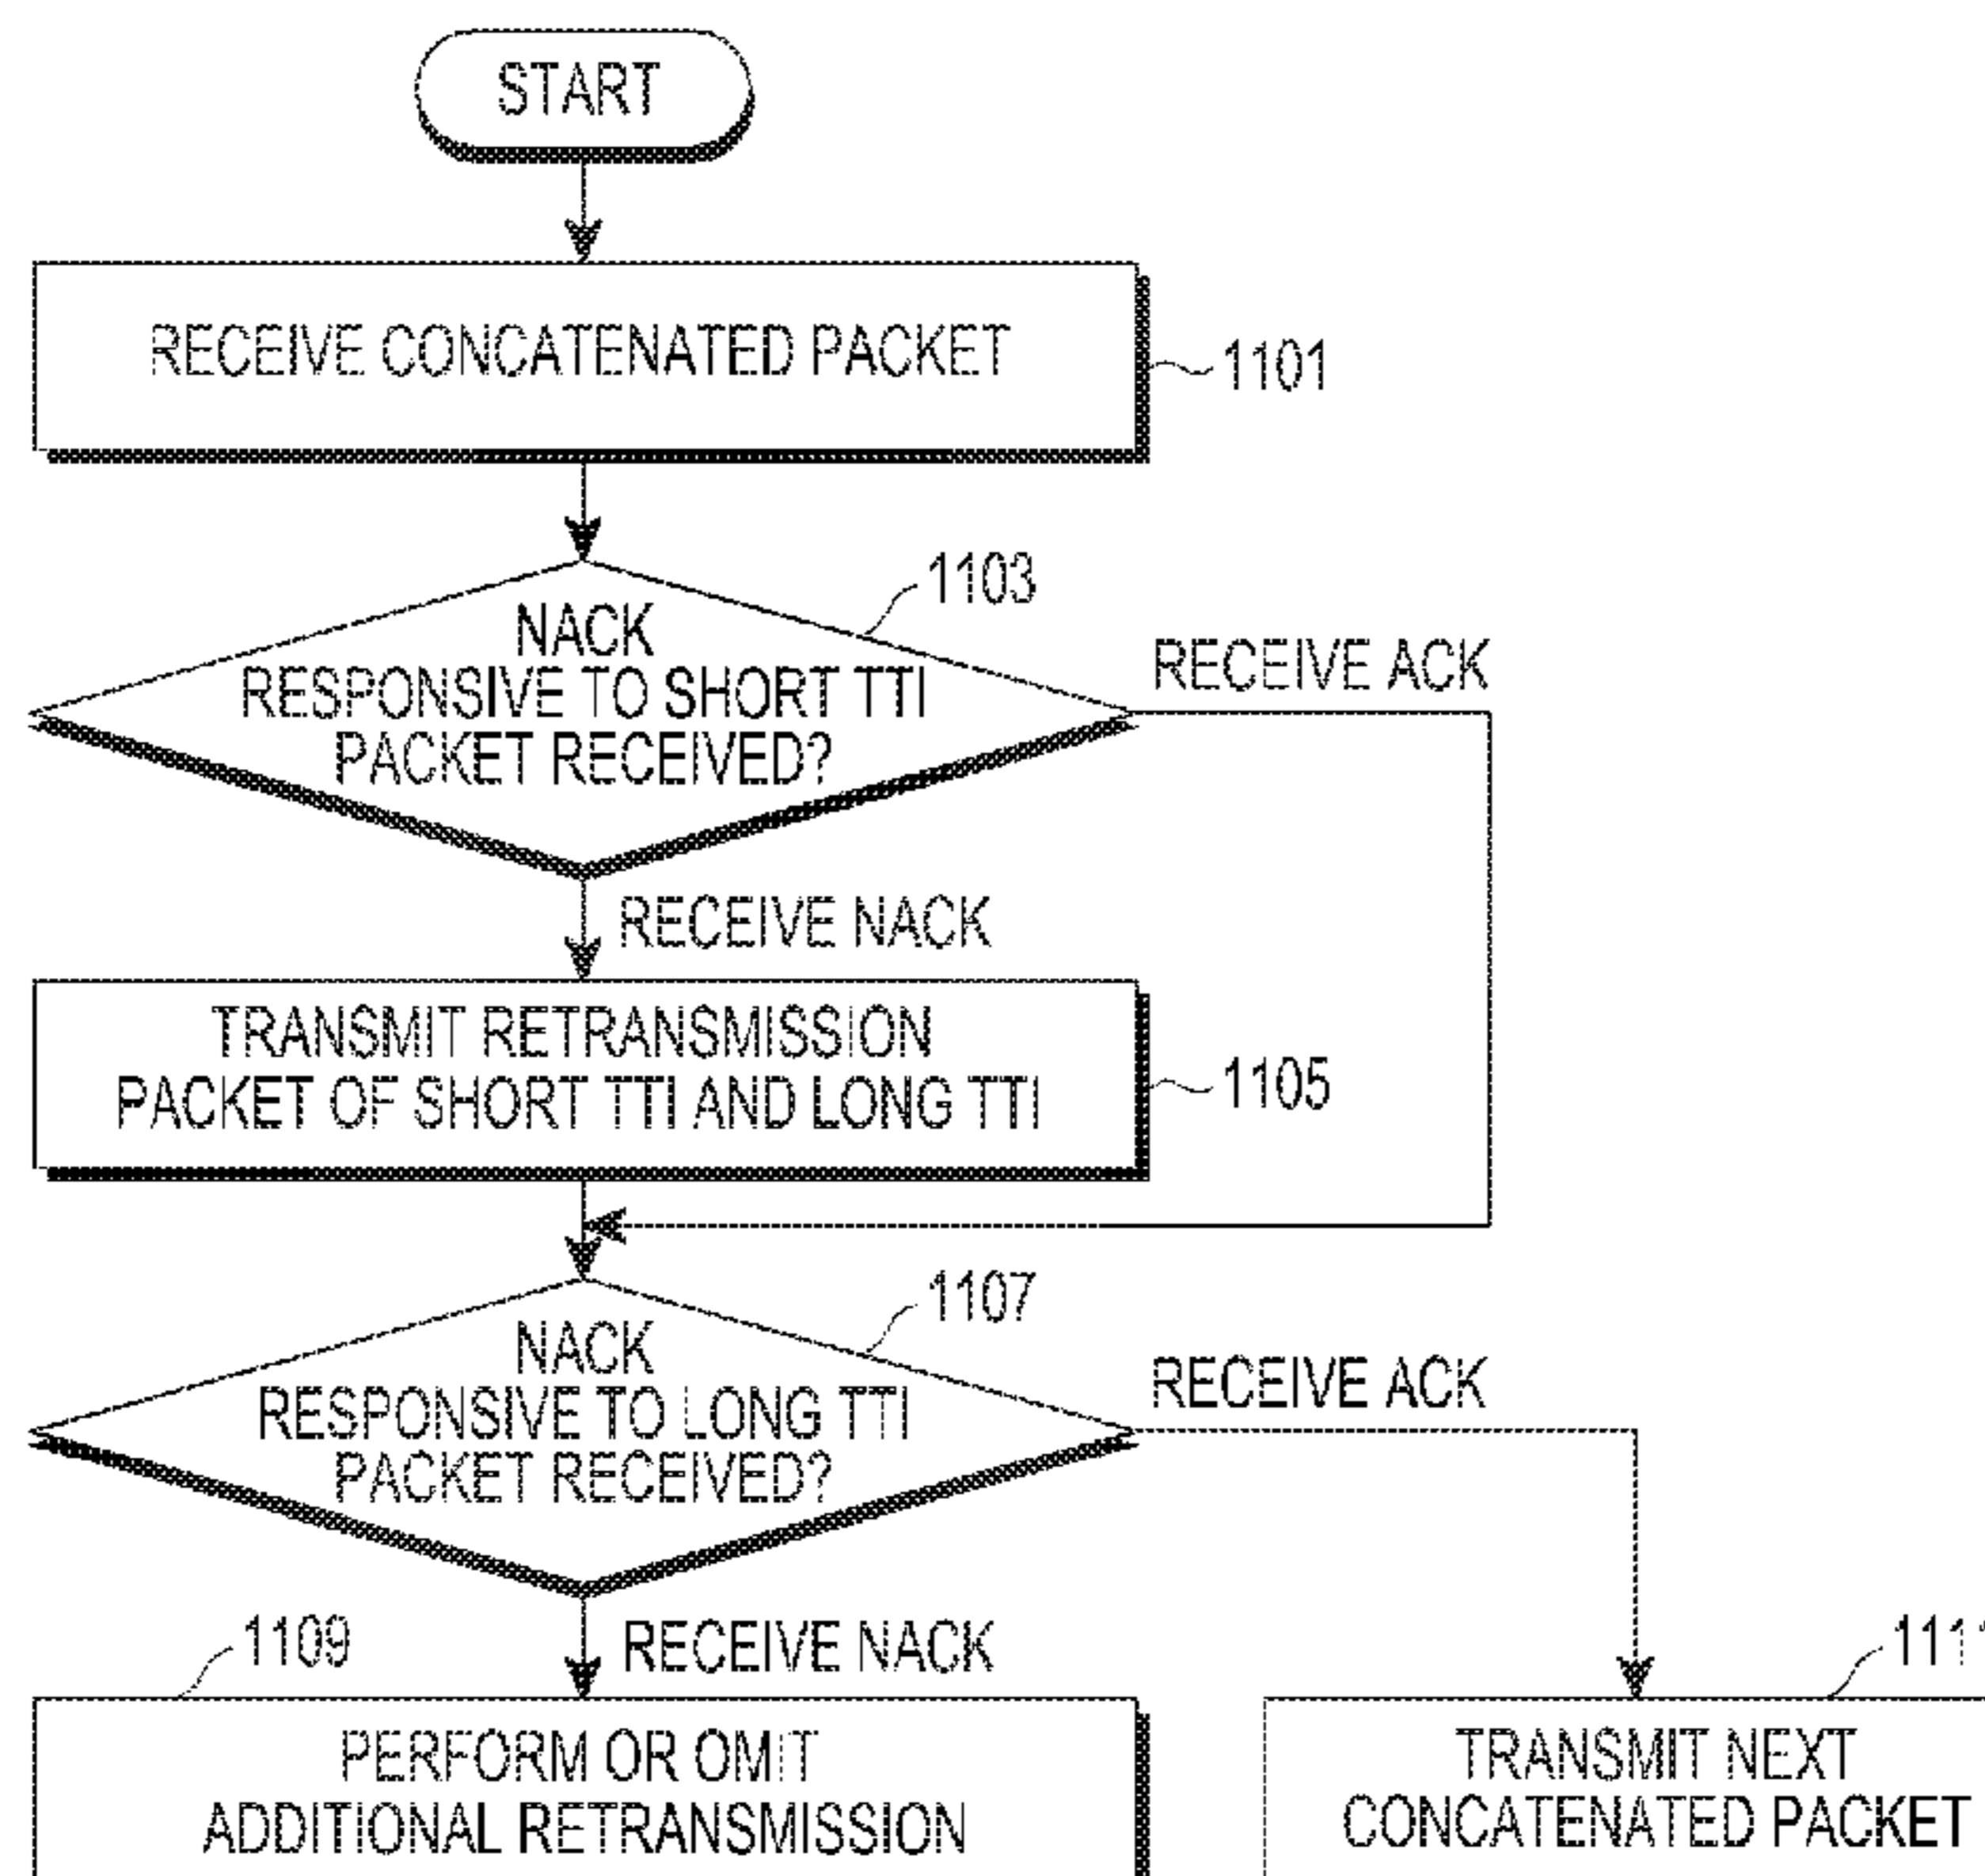 START
RECEIVE CONCATENATED PACKET
1101
1103
NACK
RESPONSIVE TO SHORT TTI
PACKET RECEIVED?
RECEIVE ACK
RECEIVE NACK
TRANSMIT RETRANSMISSION
PACKET OF SHORT TTI AND LONG TTI
1105
1107
NACK
RESPONSIVE TO LONG TTI
PACKET RECEIVED?
RECEIVE ACK
RECEIVE NACK
1109
1111
PERFORM OR OMIT
ADDITIONAL RETRANSMISSION
TRANSMIT NEXT
CONCATENATED PACKET